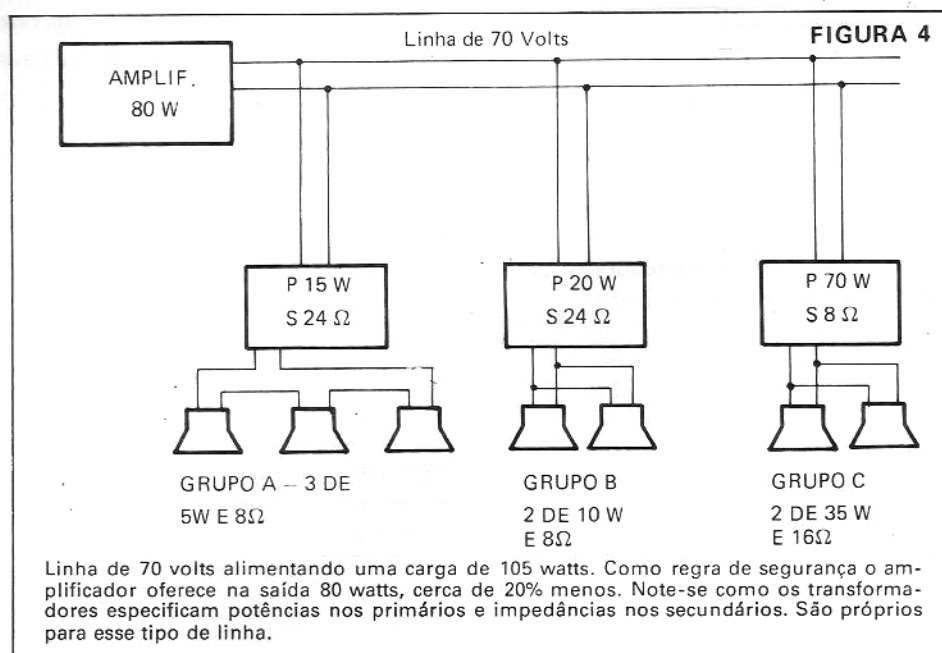 FIGURA 4
Linha de 70 Volts
AMPLIF.
80 W
P 15 W
S 24 Ω
P 20 W
S 24 Ω
P 70 W
S 8 Ω
GRUPO A – 3 DE
5W E 8Ω
GRUPO B
2 DE 10 W
E 8Ω
GRUPO C
2 DE 35 W
E 16Ω
Linha de 70 volts alimentando uma carga de 105 watts. Como regra de segurança o am-
plificador oferece na saída 80 watts, cerca de 20% menos. Note-se como os transforma-
dores especificam potências nos primários e impedâncias nos secundários. São próprios
para esse tipo de linha.